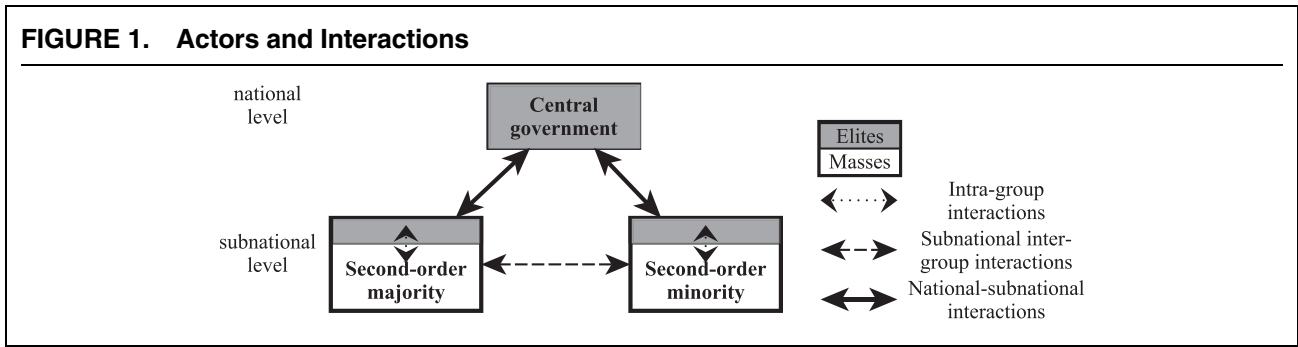 FIGURE 1. Actors and Interactions
national
level
Central
government
Elites
Masses
Intra-group
interactions
subnational
level
Second-order
majority
Second-order
minority
Subnational inter-
group interactions
National-subnational
interactions